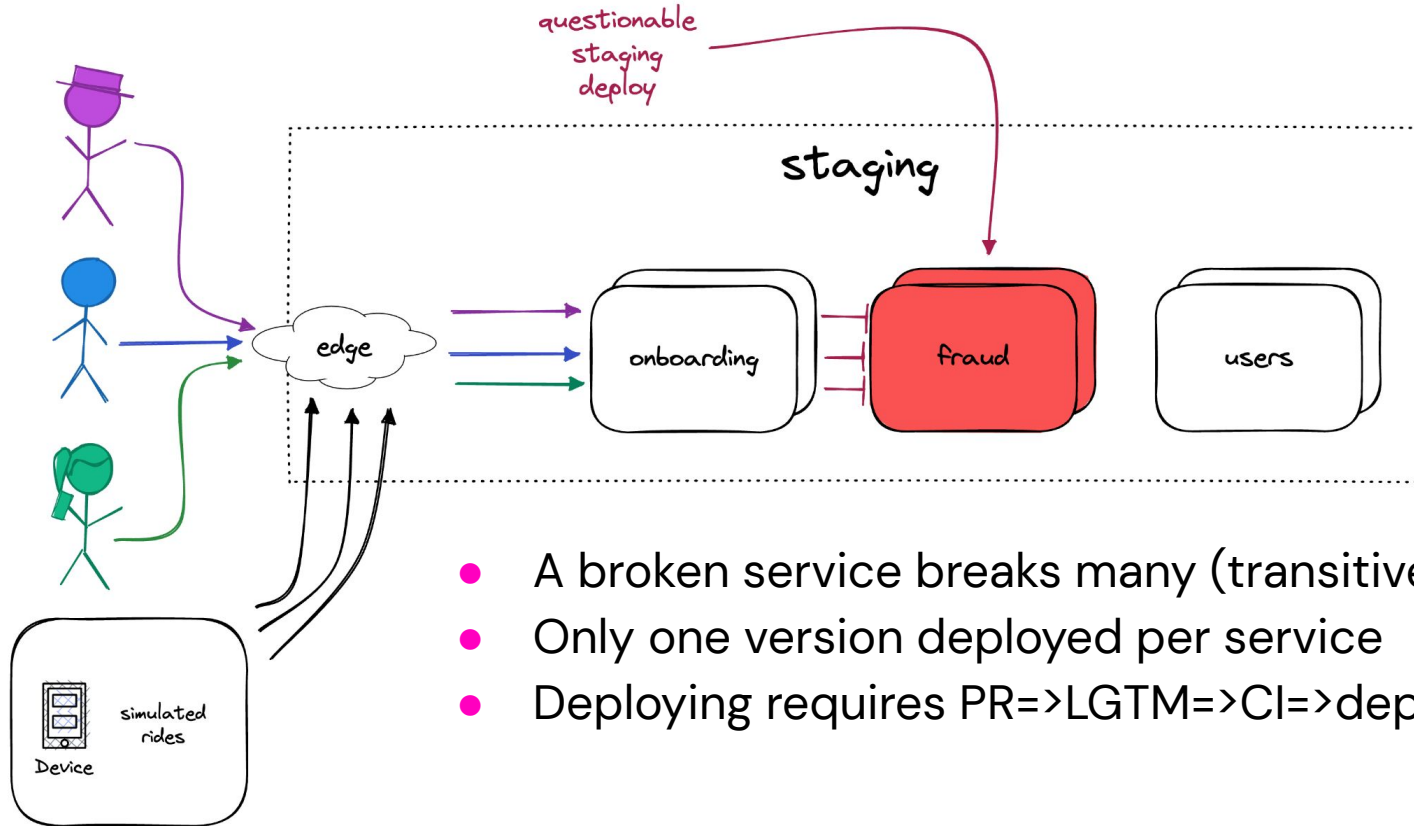 questionable
staging
deploy
staging
edge
onboarding
fraud
users
simulated
rides
Device
● A broken service breaks many (transitive
● Only one version deployed per service
● Deploying requires PR=>LGTM=>CI=>dep